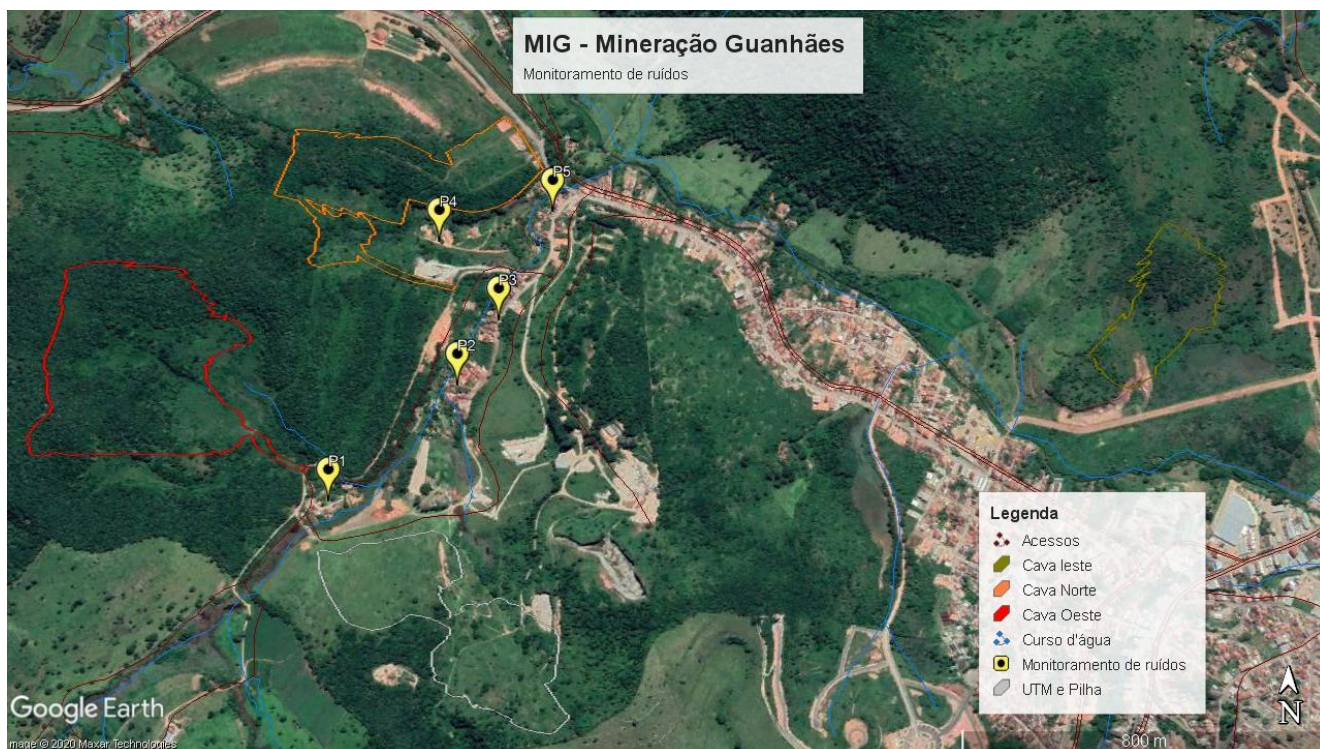 MIG - Mineração Guanhães
Monitoramento de ruídos
P5
P4
P3
P2
P1
Legenda
Acessos
Cava leste
Cava Norte
Cava Oeste
Curso d'água
Monitoramento de ruídos
UTM e Pilha
N
Google Earth
800 m
Image © 2020 Maxar Technologies